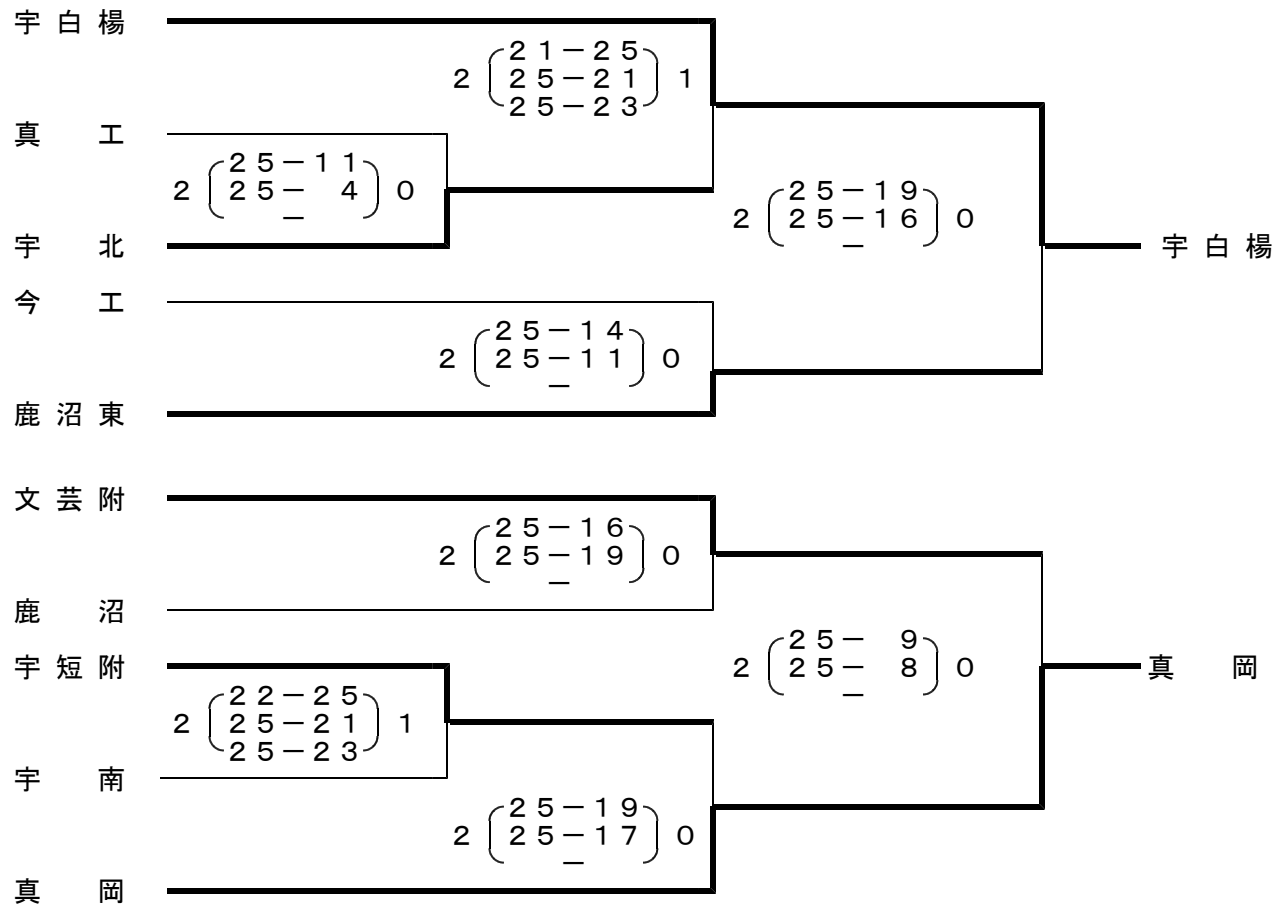 宇白楊
21－25
2 25－21 1
25－23
真　工
25－11
2 25－　4 0
－
宇　北
25－19
2 25－16 0
－
宇白楊
今　工
25－14
2 25－11 0
－
鹿沼東
文芸附
25－16
2 25－19 0
－
鹿　沼
25－　9
2 25－　8 0
－
真　岡
宇短附
22－25
2 25－21 1
25－23
宇　南
25－19
2 25－17 0
－
真　岡